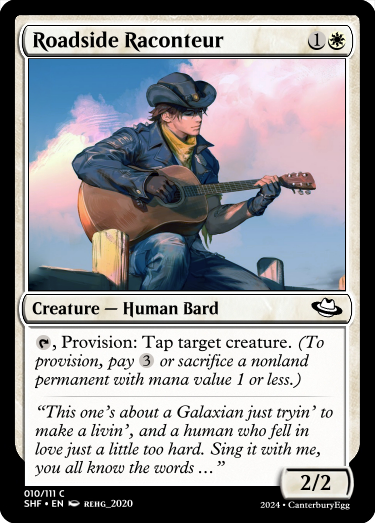 Roadside Raconteur 1
Creature — Human Bard
, Provision: Tap target creature. (To
provision, pay 3 or sacrifice a nonland
permanent with mana value 1 or less.)
“This one’s about a Galaxian just tryin’ to
make a livin’, and a human who fell in
love just a little too hard. Sing it with me,
you all know the words …”
2/2
010/111 C
SHF • EN REHG_2020
2024 • CanterburyEgg